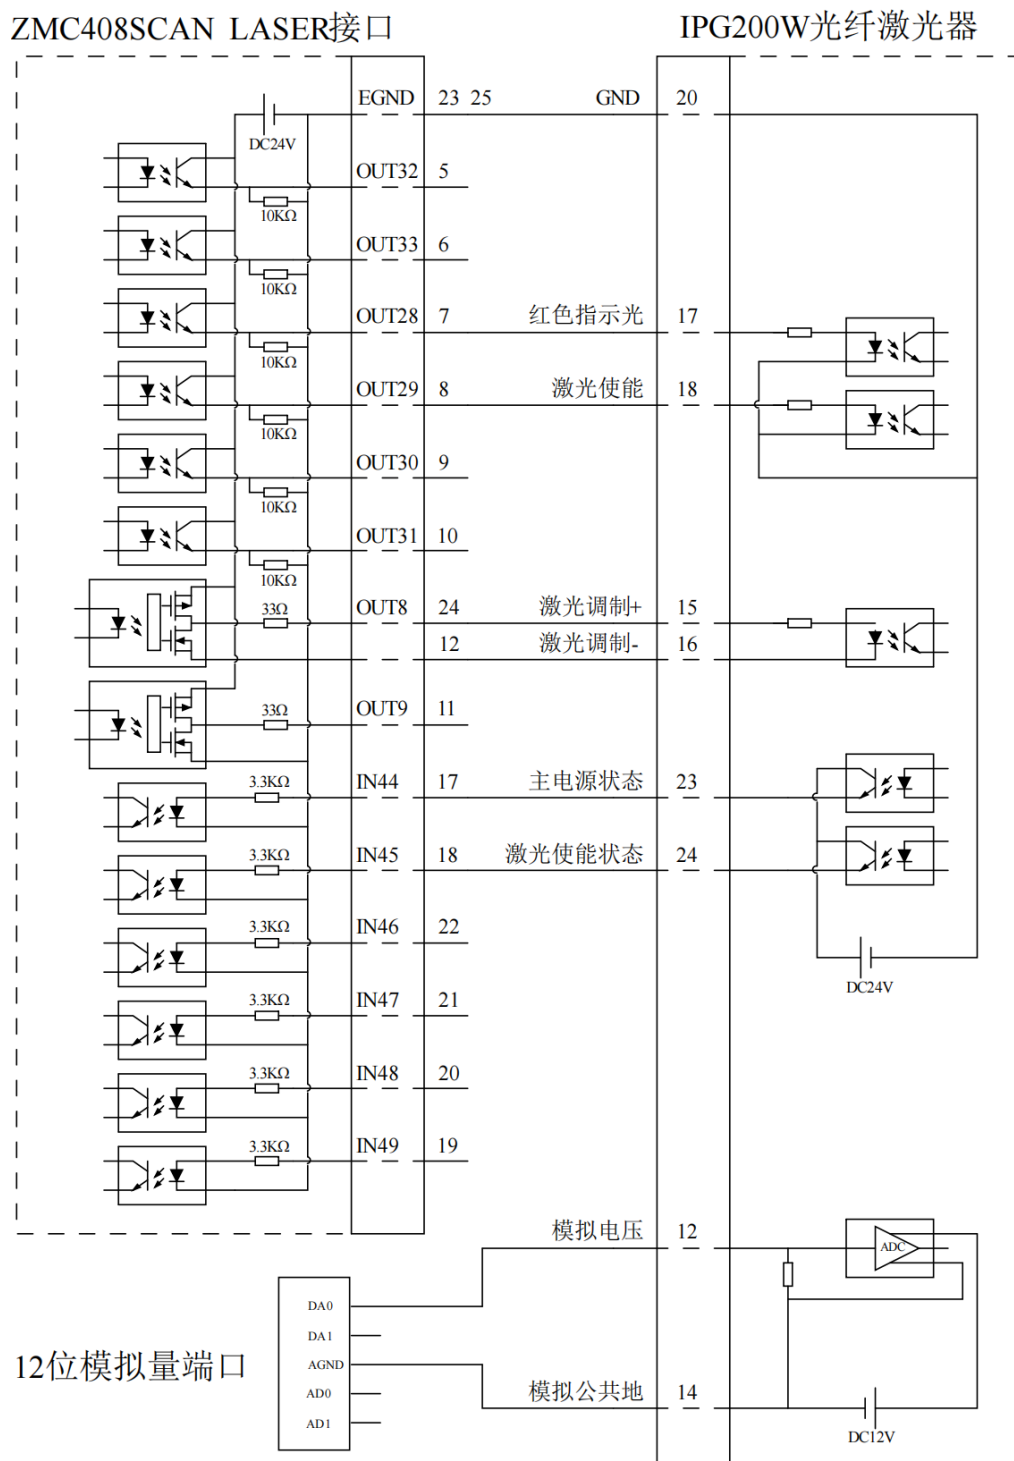 ZMC408SCAN LASER接口 IPG200W光纤激光器
EGND 23 25 GND 20
DC24V
OUT32 5
10KΩ
OUT33 6
10KΩ
OUT28 7 红色指示光 17
10KΩ
OUT29 8 激光使能 18
10KΩ
OUT30 9
10KΩ
OUT31 10
10KΩ
33Ω OUT8 24 激光调制+ 15
12 激光调制- 16
33Ω OUT9 11
3.3KΩ IN44 17 主电源状态 23
3.3KΩ IN45 18 激光使能状态 24
3.3KΩ IN46 22
DC24V
3.3KΩ IN47 21
3.3KΩ IN48 20
3.3KΩ IN49 19
模拟电压 12
ADC
DA0
DA1
12位模拟量端口 AGND
AD0 模拟公共地 14
AD1
DC12V